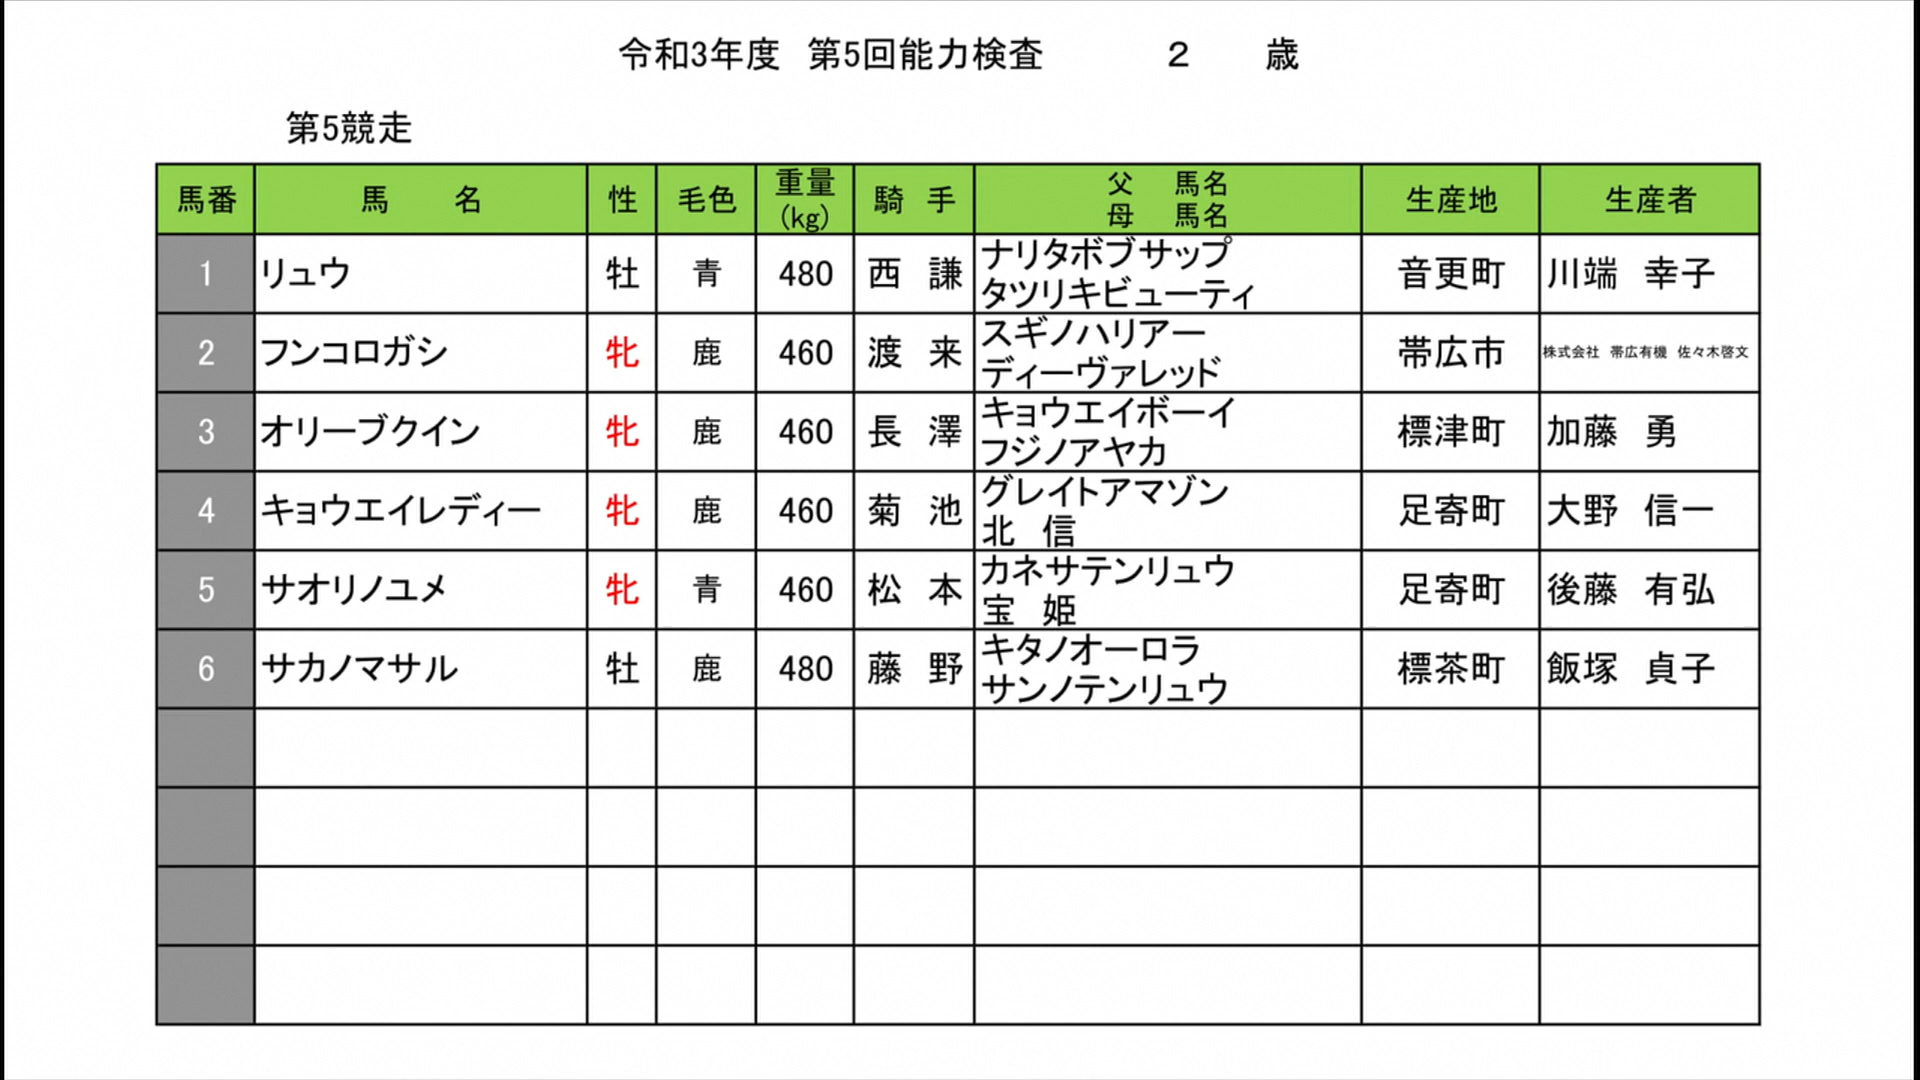 令和3年度　第5回能力検査　２　歳
第5競走
馬番 馬　名 性 毛色 重量(kg) 騎手 父　馬名 母　馬名 生産地 生産者
1 リュウ 牡 青 480 西　謙 ナリタボブサップ タツリキビューティ 音更町 川端　幸子
2 フンコロガシ 牝 鹿 460 渡　来 スギノハリアー ディーヴァレッド 帯広市 株式会社　帯広有機　佐々木啓文
3 オリーブクイン 牝 鹿 460 長　澤 キョウエイボーイ フジノアヤカ 標津町 加藤　勇
4 キョウエイレディー 牝 鹿 460 菊　池 グレイトアマゾン 北　信 足寄町 大野　信一
5 サオリノユメ 牝 青 460 松　本 カネサテンリュウ 宝　姫 足寄町 後藤　有弘
6 サカノマサル 牡 鹿 480 藤　野 キタノオーロラ サンノテンリュウ 標茶町 飯塚　貞子